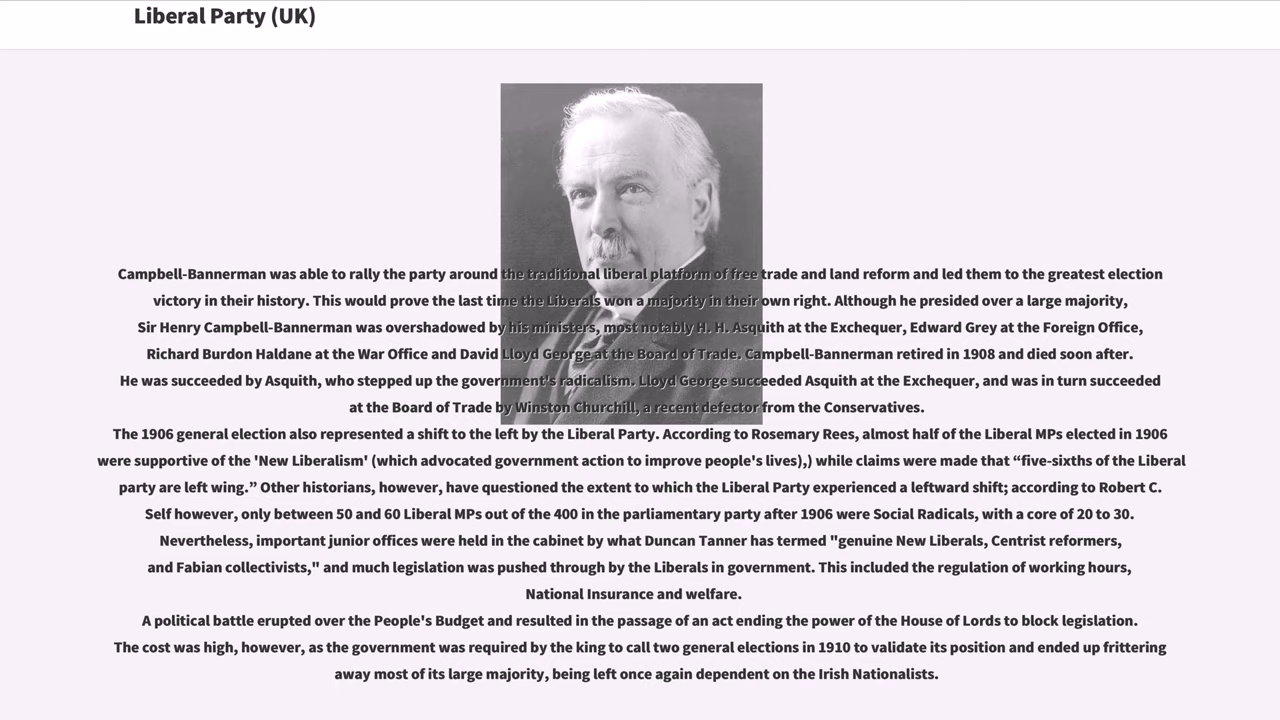 Liberal Party (UK)
Campbell-Bannerman was able to rally the party around the traditional liberal platform of free trade and land reform and led them to the greatest election
victory in their history. This would prove the last time the Liberals won a majority in their own right. Although he presided over a large majority,
Sir Henry Campbell-Bannerman was overshadowed by his ministers, most notably H. H. Asquith at the Exchequer, Edward Grey at the Foreign Office,
Richard Burdon Haldane at the War Office and David Lloyd George at the Board of Trade. Campbell-Bannerman retired in 1908 and died soon after.
He was succeeded by Asquith, who stepped up the government's radicalism. Lloyd George succeeded Asquith at the Exchequer, and was in turn succeeded
at the Board of Trade by Winston Churchill, a recent defector from the Conservatives.
The 1906 general election also represented a shift to the left by the Liberal Party. According to Rosemary Rees, almost half of the Liberal MPs elected in 1906
were supportive of the 'New Liberalism' (which advocated government action to improve people's lives),) while claims were made that “five-sixths of the Liberal
party are left wing.” Other historians, however, have questioned the extent to which the Liberal Party experienced a leftward shift; according to Robert C.
Self however, only between 50 and 60 Liberal MPs out of the 400 in the parliamentary party after 1906 were Social Radicals, with a core of 20 to 30.
Nevertheless, important junior offices were held in the cabinet by what Duncan Tanner has termed "genuine New Liberals, Centrist reformers,
and Fabian collectivists," and much legislation was pushed through by the Liberals in government. This included the regulation of working hours,
National Insurance and welfare.
A political battle erupted over the People's Budget and resulted in the passage of an act ending the power of the House of Lords to block legislation.
The cost was high, however, as the government was required by the king to call two general elections in 1910 to validate its position and ended up frittering
away most of its large majority, being left once again dependent on the Irish Nationalists.